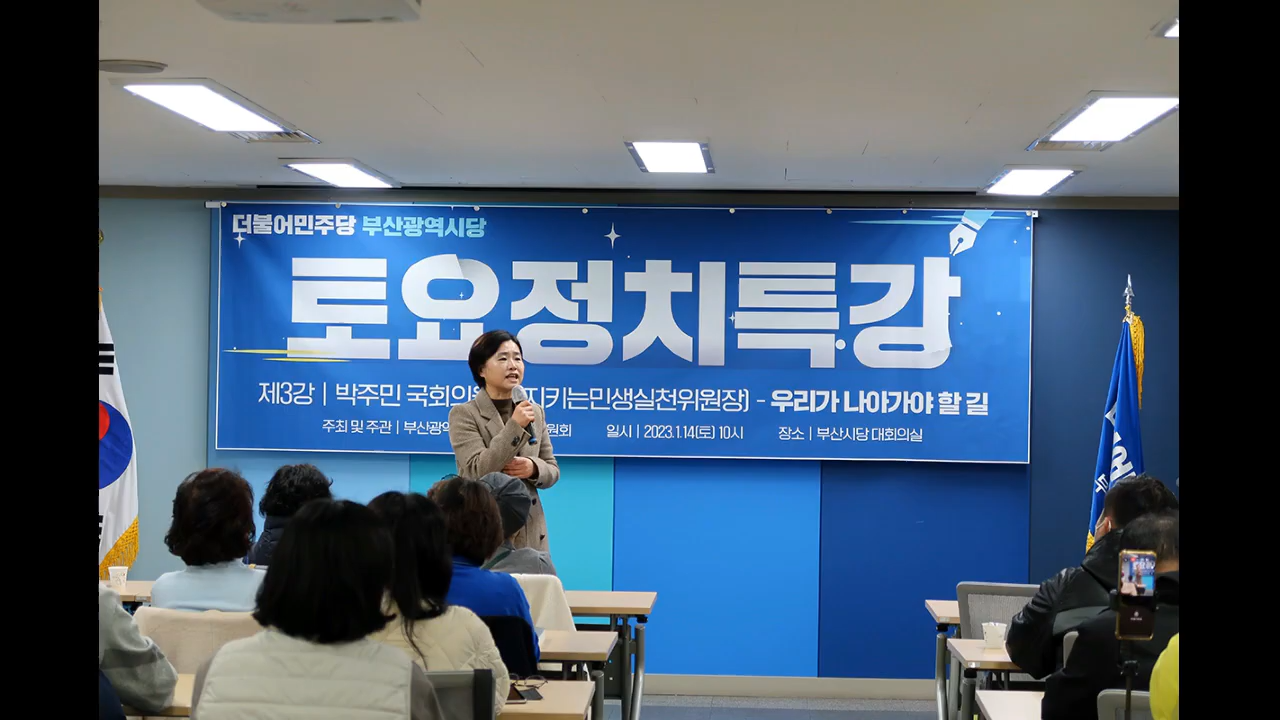 더불어민주당 부산광역시당
토요정치특강
제3강 | 박주민 국회의원 지키는민생실천위원장) - 우리가 나아가야 할 길
주최 및 주관 | 부산광역 원회 일시 | 2023.1.14(토) 10시 장소 | 부산시당 대회의실